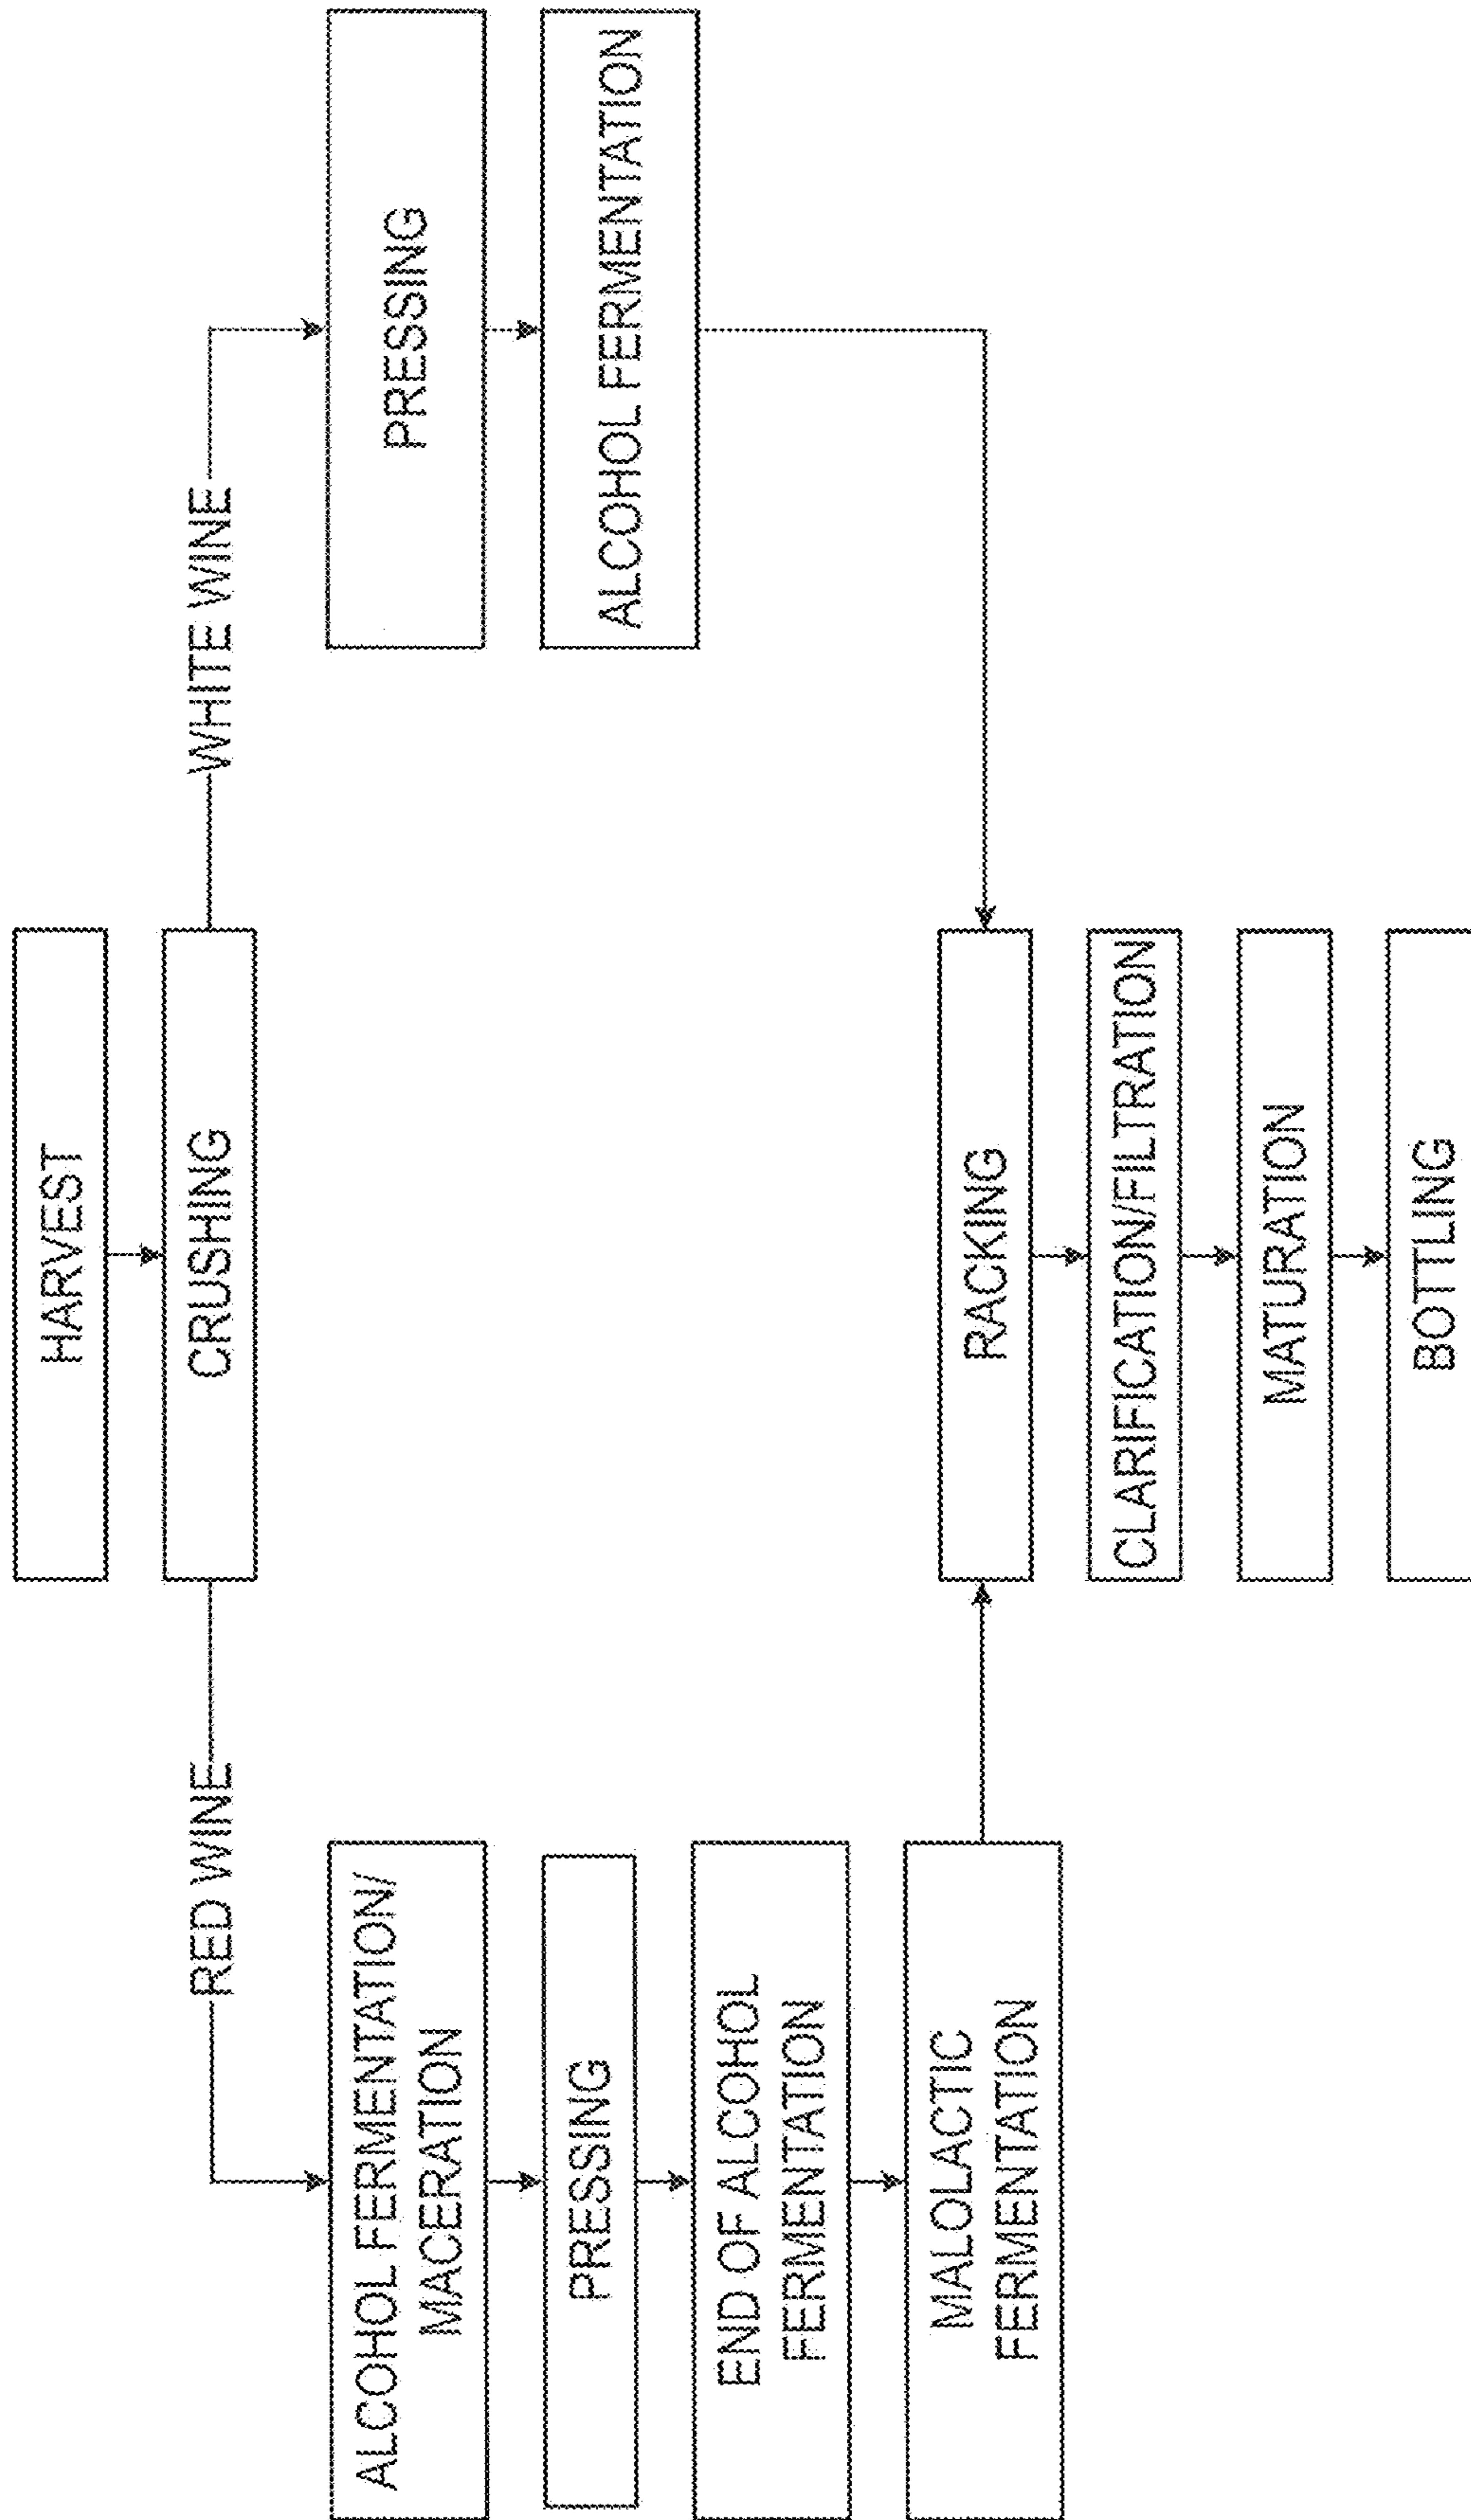 HARVEST
CRUSHING
RED WINE
WHITE WINE
ALCOHOL FERMENTATION/
MACERATION
PRESSING
END OF ALCOHOL
FERMENTATION
MALOLACTIC
FERMENTATION
PRESSING
ALCOHOL FERMENTATION
RACKING
CLARIFICATION/FILTRATION
MATURATION
BOTTLING